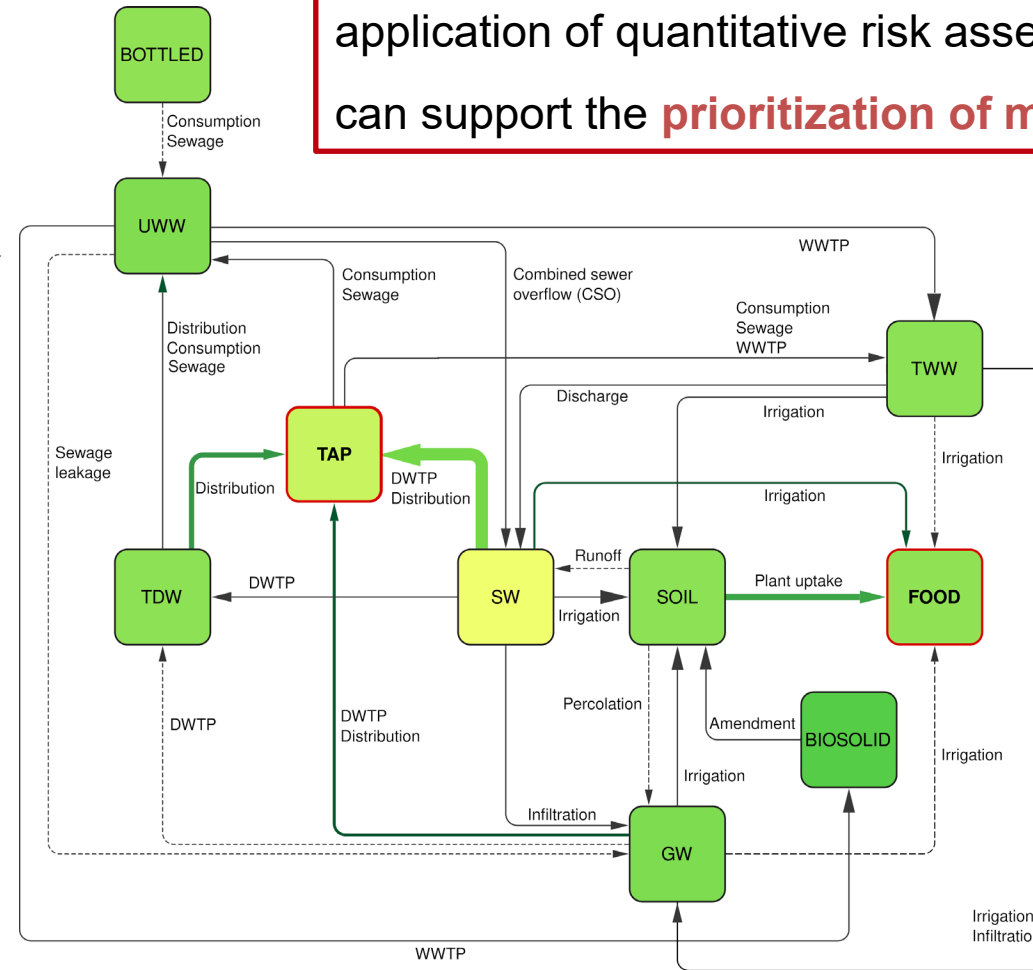 application of quantitative risk asse
can support the prioritization of m
BOTTLED
Consumption
Sewage
UWW
WWTP
Consumption
Sewage
Combined sewer
overflow (CSO)
Distribution
Consumption
Sewage
Consumption
Sewage
WWTP
TWW
Discharge
Irrigation
Sewage
leakage
TAP
Distribution
DWTP
Distribution
Irrigation
Irrigation
TDW
DWTP
SW
Runoff
Irrigation
SOIL
Plant uptake
FOOD
DWTP
DWTP
Distribution
Percolation
Amendment
BIOSOLID
Irrigation
Irrigation
Infiltration
GW
Irrigation
Infiltratio
WWTP